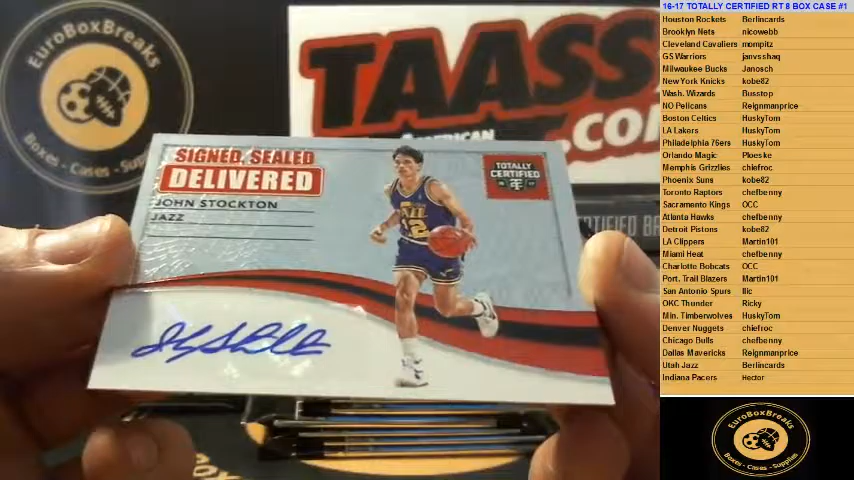 EuroBoxBreaks
Boxes - Cases - Supplies
TAASS
AMERICAN
.CO
SIGNED, SEALED
DELIVERED
JOHN STOCKTON
JAZZ
TOTALLY
CERTIFIED
12
16-17 TOTALLY CERTIFIED RT 8 BOX CASE #1
Houston Rockets Berlincards
Brooklyn Nets nicowebb
Cleveland Cavaliers mompitz
GS Warriors janvshaq
Milwaukee Bucks Janosch
New York Knicks kobe82
Wash. Wizards Busstop
NO Pelicans Reignmanprice
Boston Celtics HuskyTom
LA Lakers HuskyTom
Philadelphia 76ers HuskyTom
Orlando Magic Ploeske
Memphis Grizzlies chiefroc
Phoenix Suns kobe82
Toronto Raptors chefbenny
Sacramento Kings OCC
Atlanta Hawks chefbenny
Detroit Pistons kobe82
LA Clippers Martin101
Miami Heat chefbenny
Charlotte Bobcats OCC
Port. Trail Blazers Martin101
San Antonio Spurs
OKC Thunder Ricky
Min. Timberwolves HuskyTom
Denver Nuggets chiefroc
Chicago Bulls chefbenny
Dallas Mavericks Reignmanprice
Utah Jazz Berlincards
Indiana Pacers Hector
EuroBoxBreaks
Boxes - Cases - Supplies